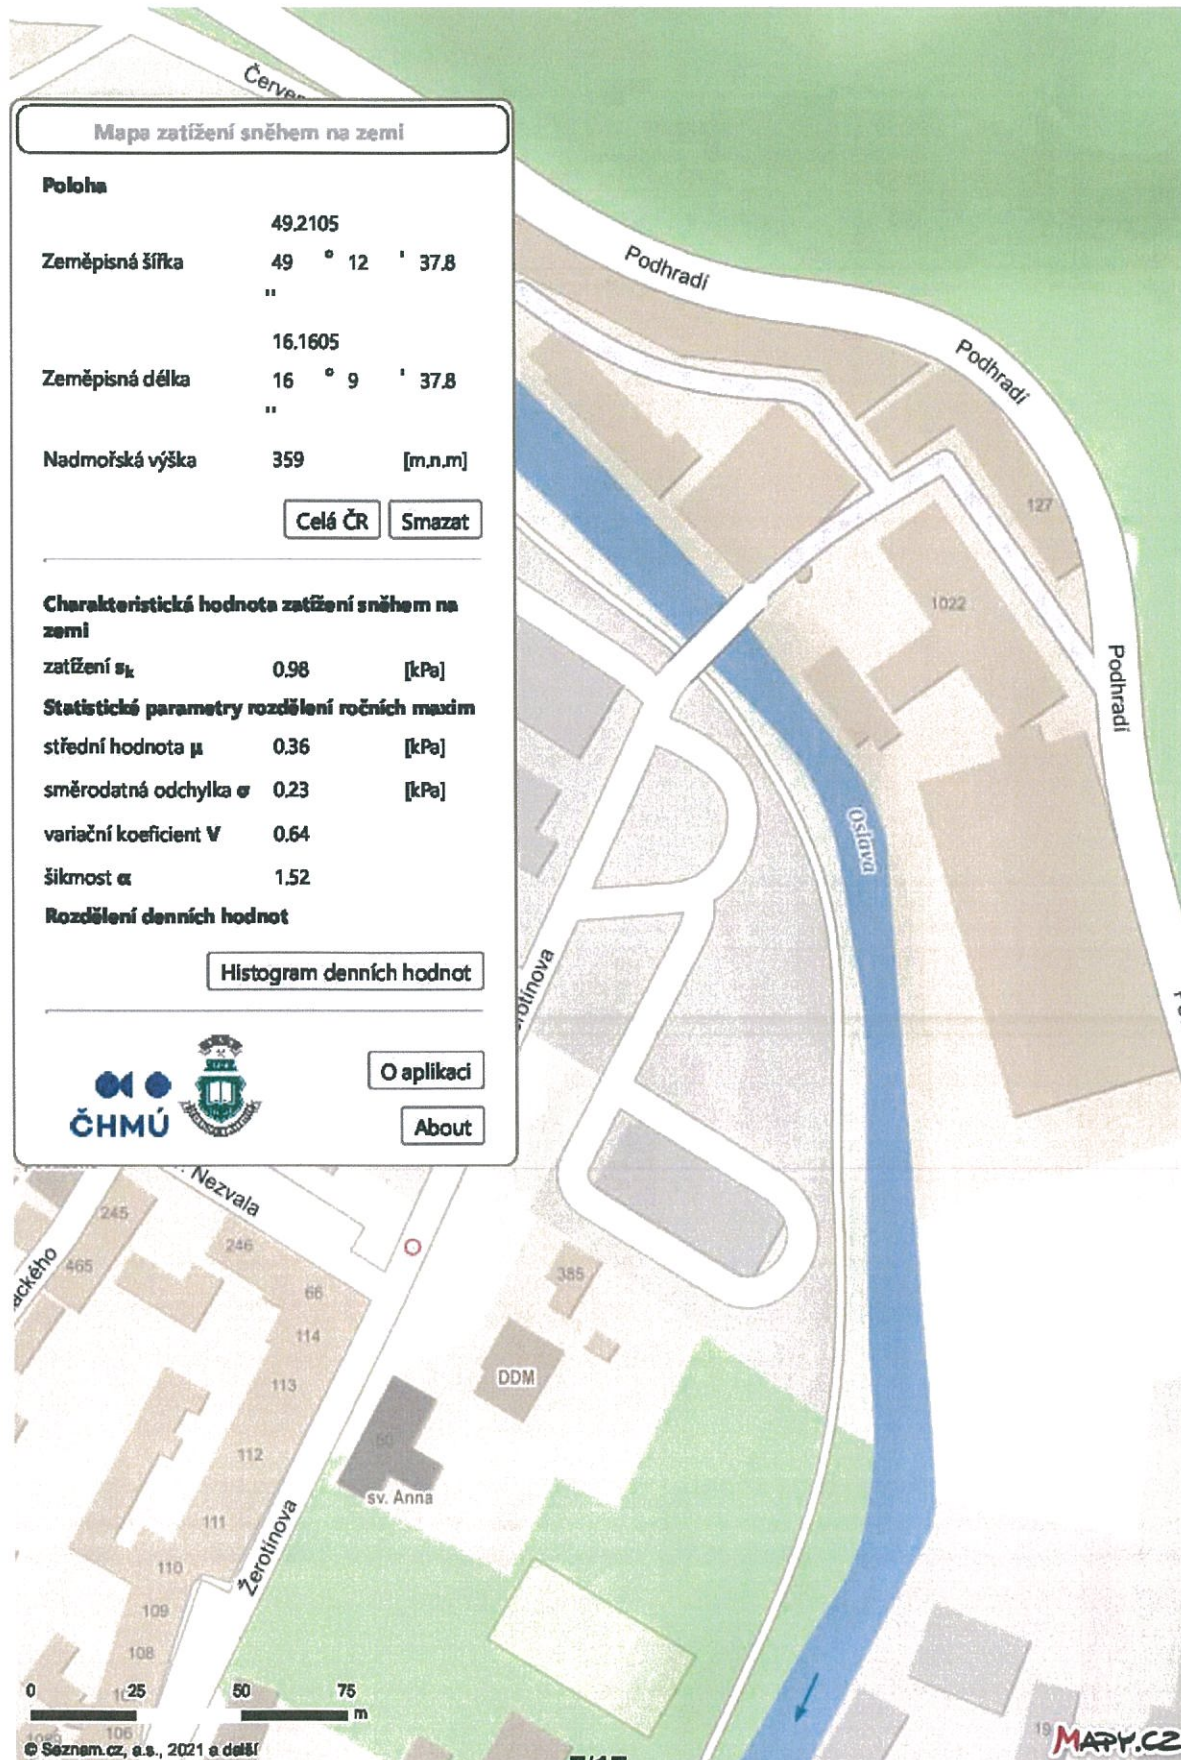 Mapa zatížení sněhem na zemi
Poloha
49.2105
Zeměpisná šířka 49 ° 12 ' 37.8
"
16.1605
Zeměpisná délka 16 ° 9 ' 37.8
"
Nadmořská výška 359 [m.n.m]
Celá ČR Smazat
Charakteristická hodnota zatížení sněhem na
zemi
zatížení sk 0.98 [kPa]
Statistické parametry rozdělení ročních maxim
střední hodnota μ 0.36 [kPa]
směrodatná odchylka σ 0.23 [kPa]
variační koeficient V 0.64
šikmost α 1.52
Rozdělení denních hodnot
Histogram denních hodnot
O aplikaci
ČHMÚ
About
Podhradí
Podhradí
127
1022
Podhradí
Oslava
Nezvala
245
246
465
66
114
385
113
DDM
112
sv. Anna
111
Žerotínova
110
109
108
106
0 25 50 75
m
© Seznam.cz, a.s., 2021 a další
19
MAPY.CZ